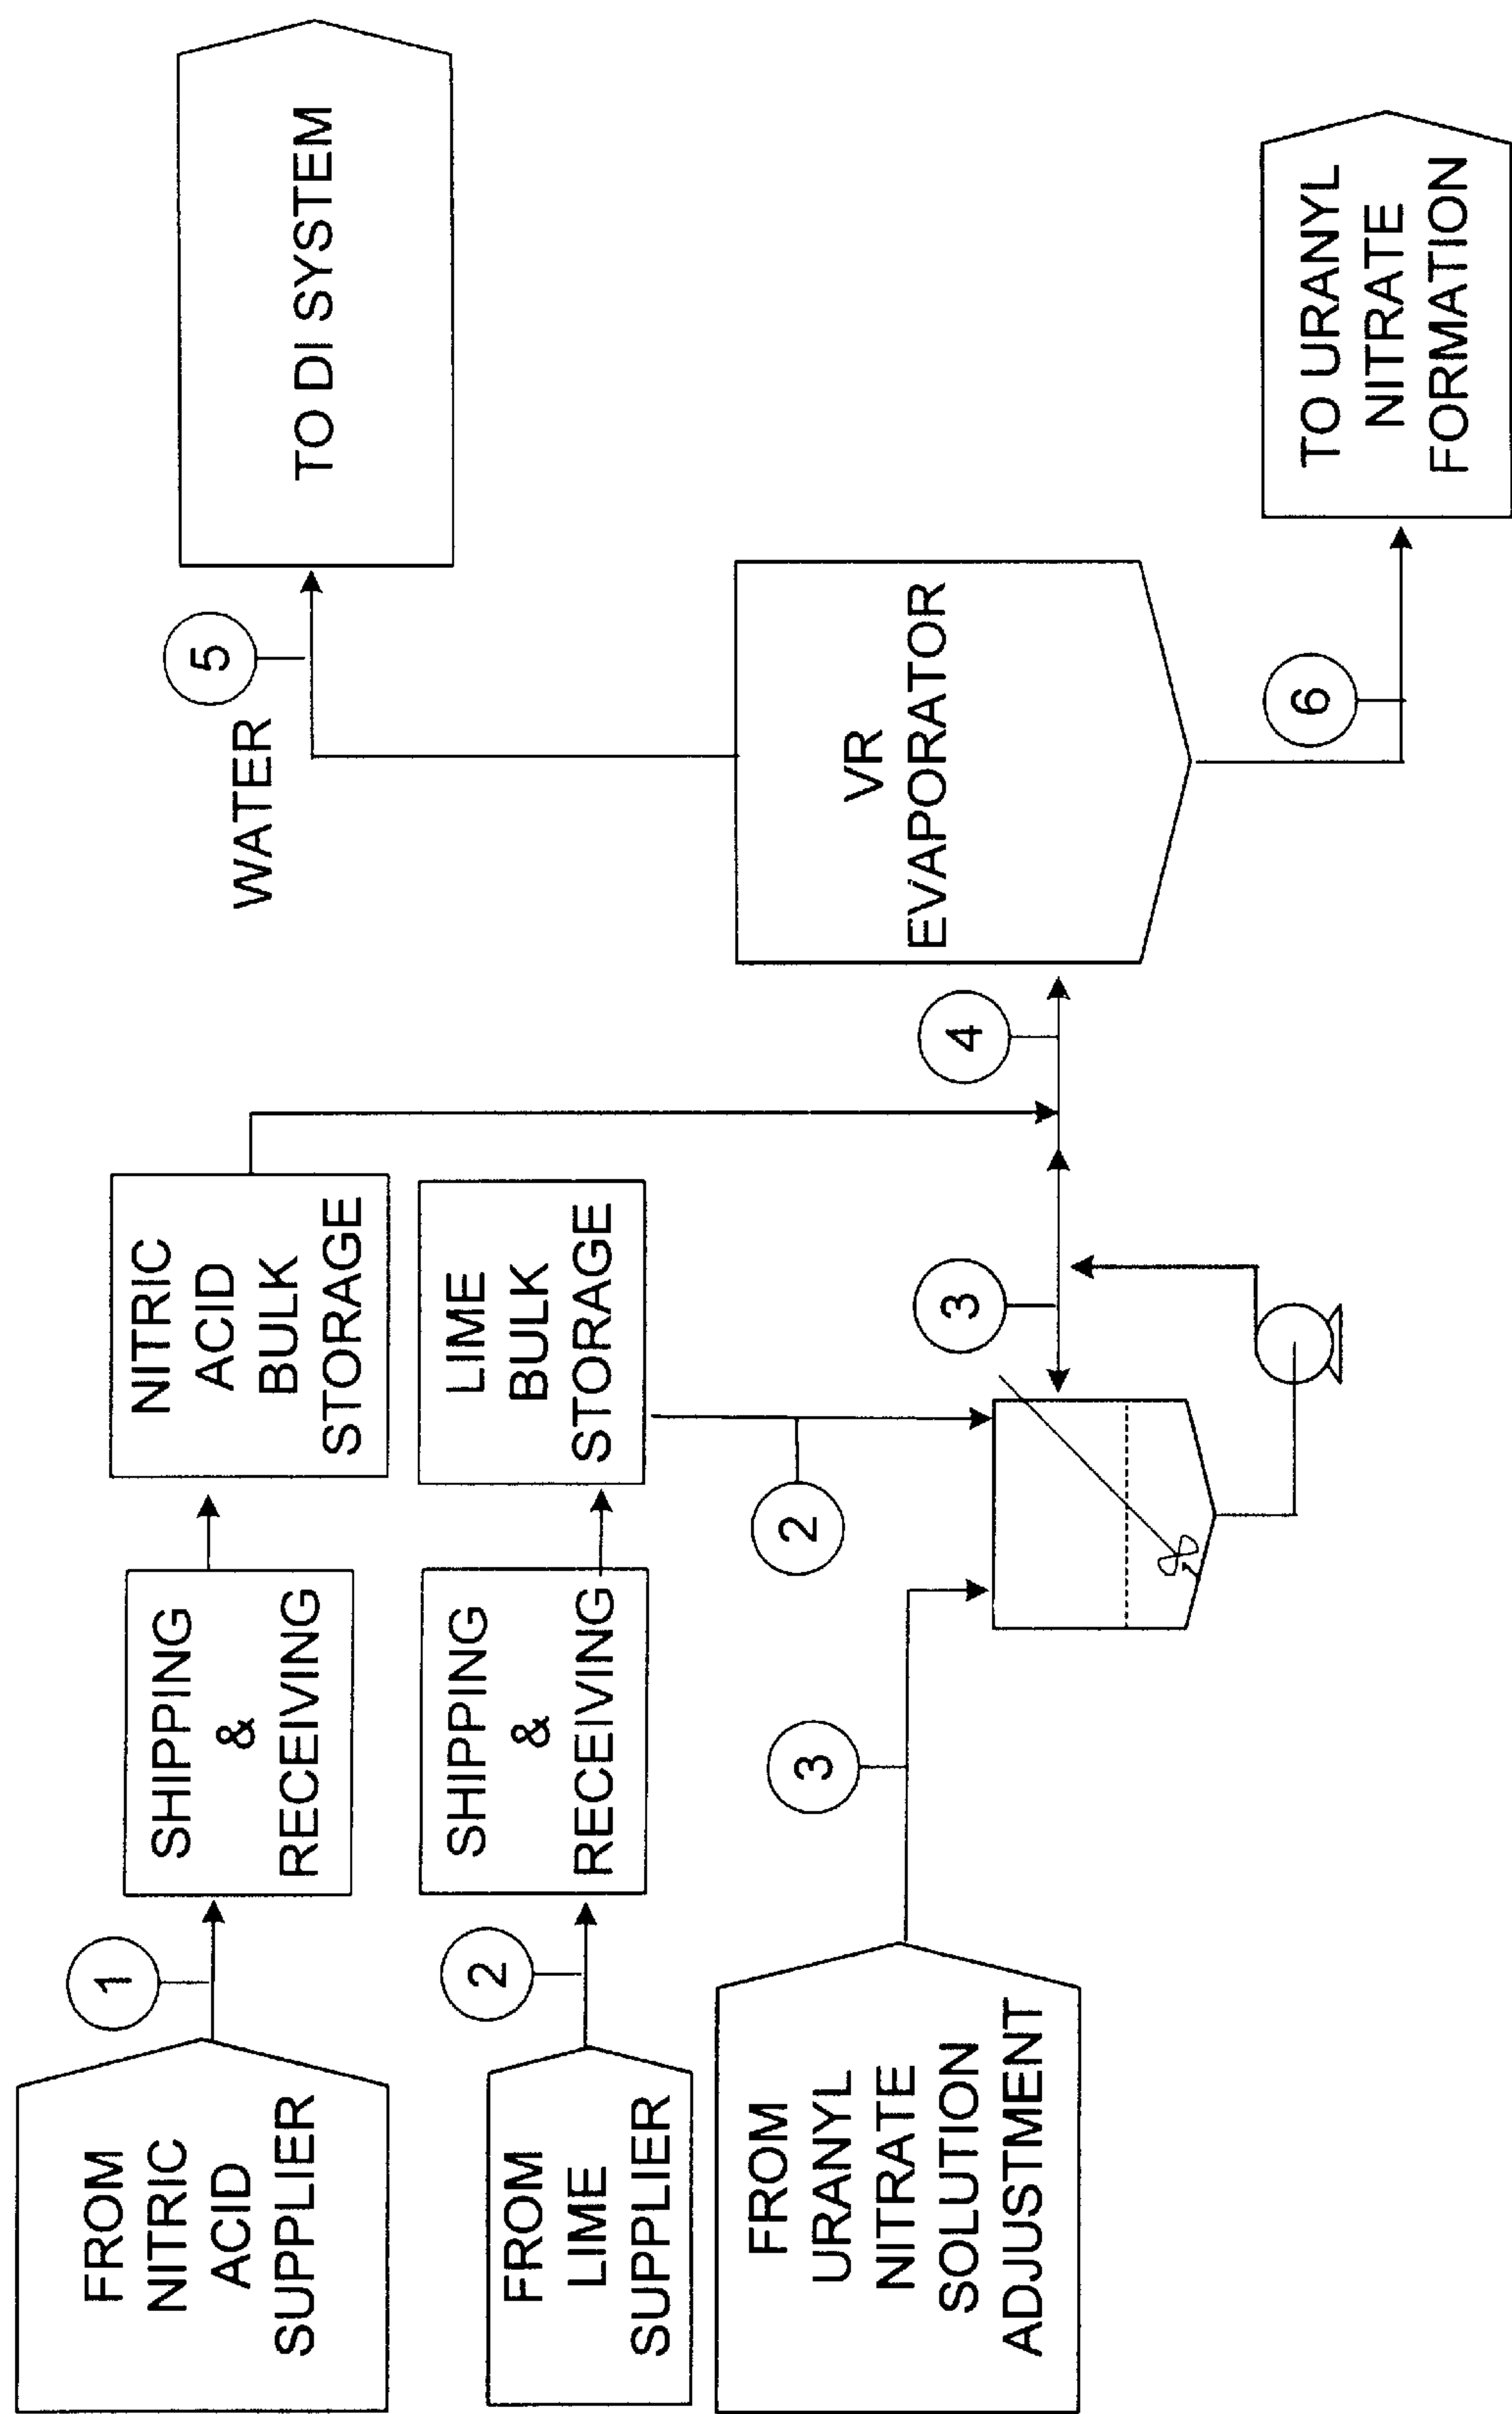 FROM
NITRIC
ACID
SUPPLIER
1
SHIPPING
&
RECEIVING
NITRIC
ACID
BULK
STORAGE
FROM
LIME
SUPPLIER
2
SHIPPING
&
RECEIVING
LIME
BULK
STORAGE
2
FROM
URANYL
NITRATE
SOLUTION
ADJUSTMENT
3
3
4
VR
EVAPORATOR
WATER
5
TO DI SYSTEM
6
TO URANYL
NITRATE
FORMATION